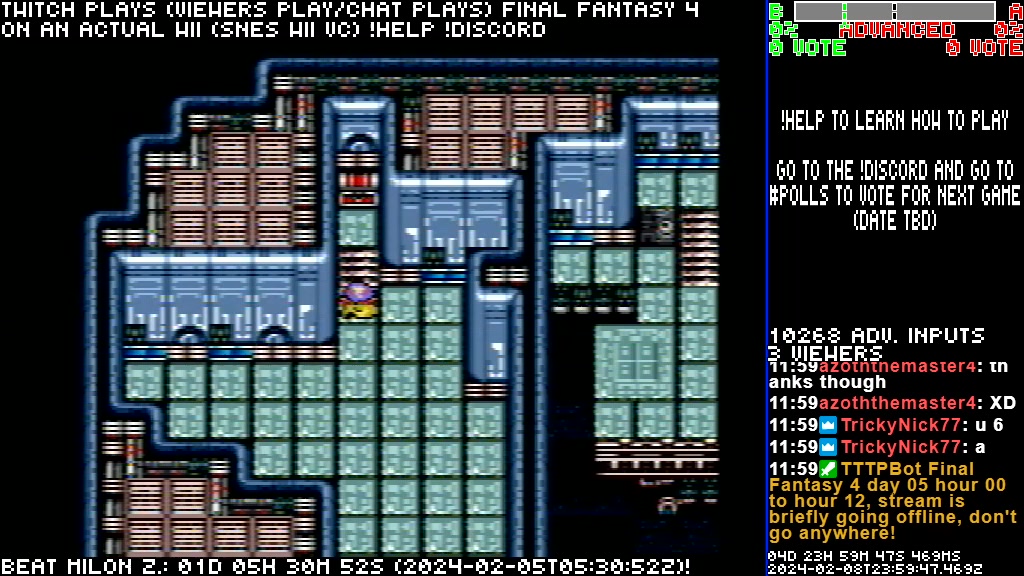 TWITCH PLAYS (VIEWERS PLAY/CHAT PLAYS) FINAL FANTASY 4
ON AN ACTUAL WII (SNES WII VC) !HELP !DISCORD
B A
0% ADVANCED 0%
0 VOTE 0 VOTE
!HELP TO LEARN HOW TO PLAY
GO TO THE !DISCORD AND GO TO
#POLLS TO VOTE FOR NEXT GAME
(DATE TBD)
10268 ADV. INPUTS
3 VIEWERS
11:59 azoththemaster4: th
anks though
11:59 azoththemaster4: XD
11:59 TrickyNick77: u 6
11:59 TrickyNick77: a
11:59 TTTPBot Final
Fantasy 4 day 05 hour 00
to hour 12, stream is
briefly going offline, don't
go anywhere!
04D 23H 59M 47S 469MS
2024-02-08T23:59:47.469Z
BEAT MILON Z.: 01D 05H 30M 52S (2024-02-05T05:30:52Z)!